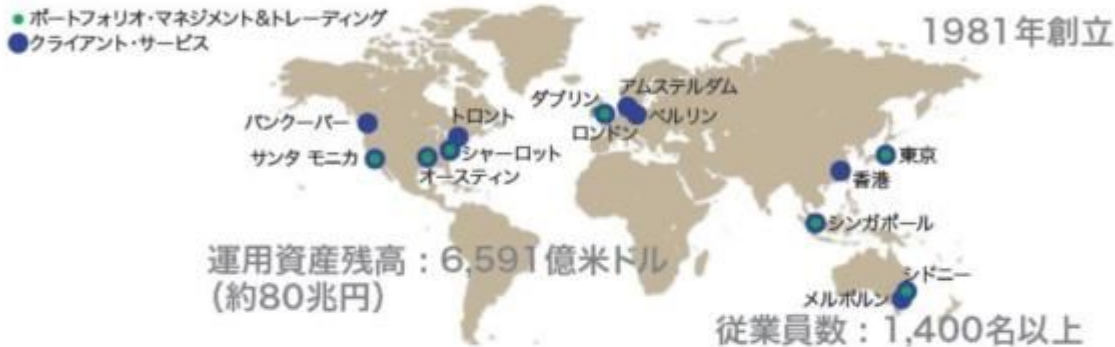 ポートフォリオ・マネジメント&トレーディング
クライアント・サービス
1981年創立
アムステルダム
ダブリン
ベルリン
ロンドン
バンクーバー
トロント
サンタ モニカ
シャーロット
オースティン
東京
香港
シンガポール
運用資産残高：6,591億米ドル
（約80兆円）
シドニー
メルボルン
従業員数：1,400名以上